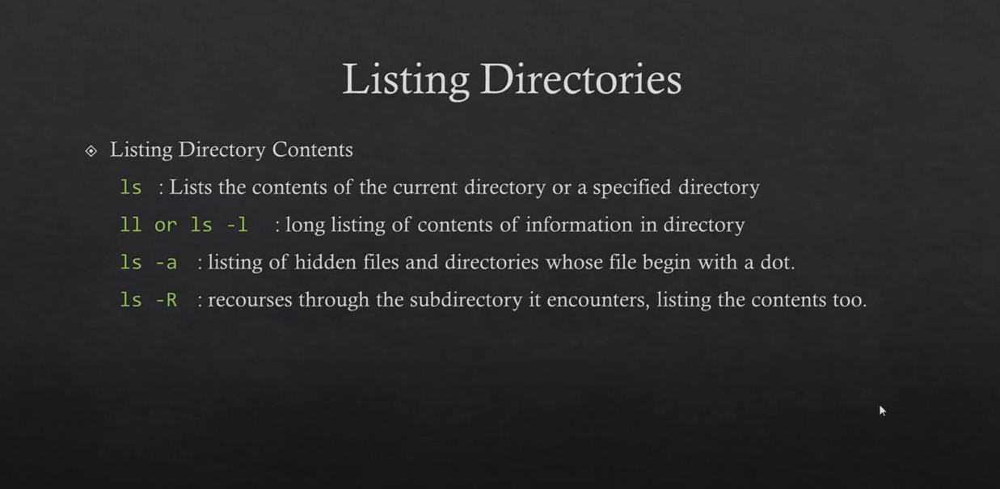 Listing Directories
Listing Directory Contents
ls : Lists the contents of the current directory or a specified directory
ll or ls -l : long listing of contents of information in directory
ls -a : listing of hidden files and directories whose file begin with a dot.
ls -R : recourses through the subdirectory it encounters, listing the contents too.